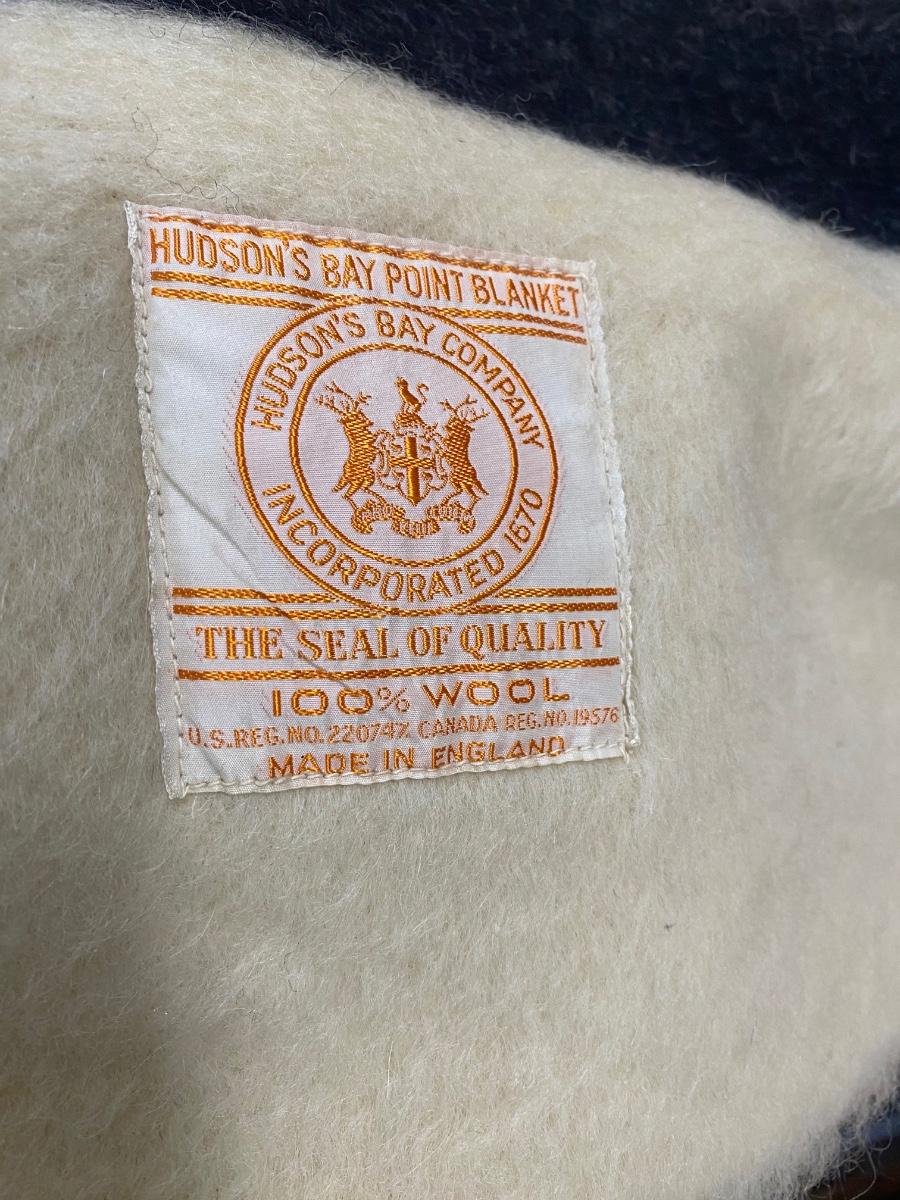 HUDSON'S BAY POINT BLANKET
HUDSON'S BAY COMPANY
INCORPORATED 1670
THE SEAL OF QUALITY
100% WOOL
U.S.REG.NO. CANADA REG.NO.19576
MADE IN ENGLAND